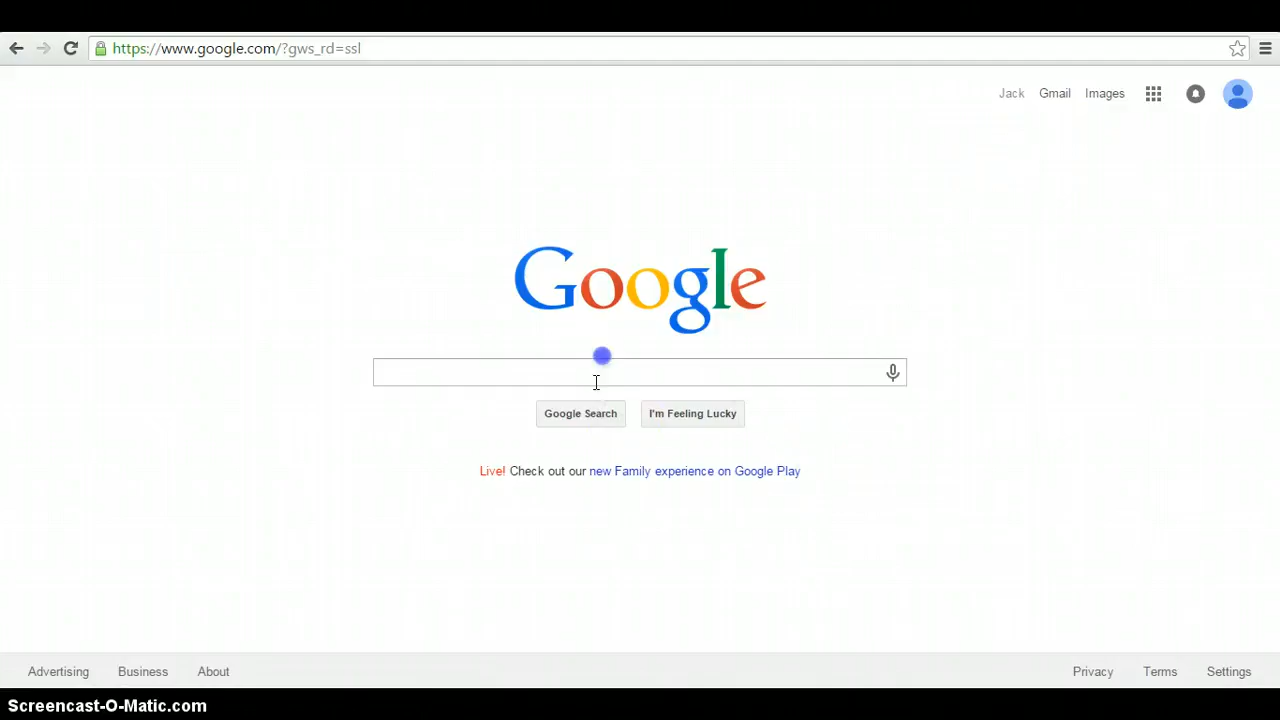 https://www.google.com/?gws_rd=ssl
Jack Gmail Images
Google
Google Search I'm Feeling Lucky
Live! Check out our new Family experience on Google Play
Advertising Business About Privacy Terms Settings
Screencast-O-Matic.com